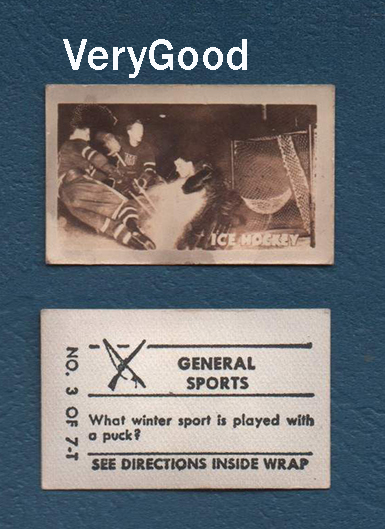 VeryGood
ICE HOCKEY
NO. 3 OF 7-T
GENERAL
SPORTS
What winter sport is played with
a puck?
SEE DIRECTIONS INSIDE WRAP